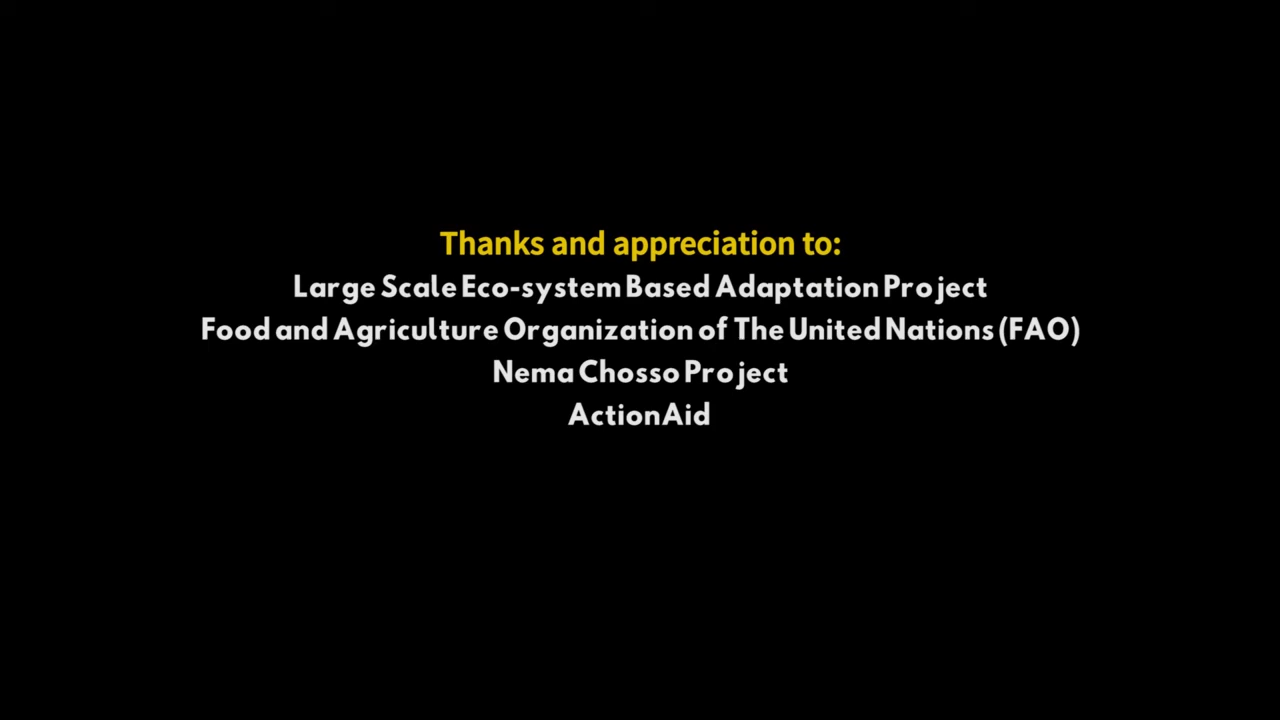 Thanks and appreciation to:
Large Scale Eco-system Based Adaptation Project
Food and Agriculture Organization of The United Nations (FAO)
Nema Chosso Project
ActionAid